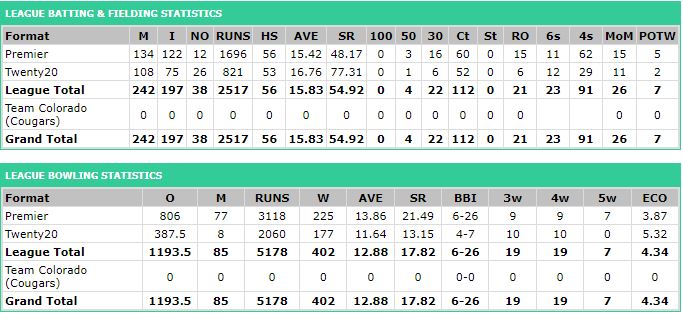 LEAGUE BATTING & FIELDING STATISTICS
Format M I NO RUNS HS AVE SR 100 50 30 Ct St RO 6s 4s MoM POTW
Premier 134 122 12 1696 56 15.42 48.17 0 3 16 60 0 15 11 62 15 5
Twenty20 108 75 26 821 53 16.76 77.31 0 1 6 52 0 6 12 29 11 2
League Total 242 197 38 2517 56 15.83 54.92 0 4 22 112 0 21 23 91 26 7
Team Colorado
(Cougars) 0 0 0 0 0 0 0 0 0 0 0 0 0 0 0
Grand Total 242 197 38 2517 56 15.83 54.92 0 4 22 112 0 21 23 91 26 7
LEAGUE BOWLING STATISTICS
Format O M RUNS W AVE SR BBI 3w 4w 5w ECO
Premier 806 77 3118 225 13.86 21.49 6-26 9 9 7 3.87
Twenty20 387.5 8 2060 177 11.64 13.15 4-7 10 10 0 5.32
League Total 1193.5 85 5178 402 12.88 17.82 6-26 19 19 7 4.34
Team Colorado
(Cougars) 0 0 0 0 0 0 0-0 0 0 0 0
Grand Total 1193.5 85 5178 402 12.88 17.82 6-26 19 19 7 4.34